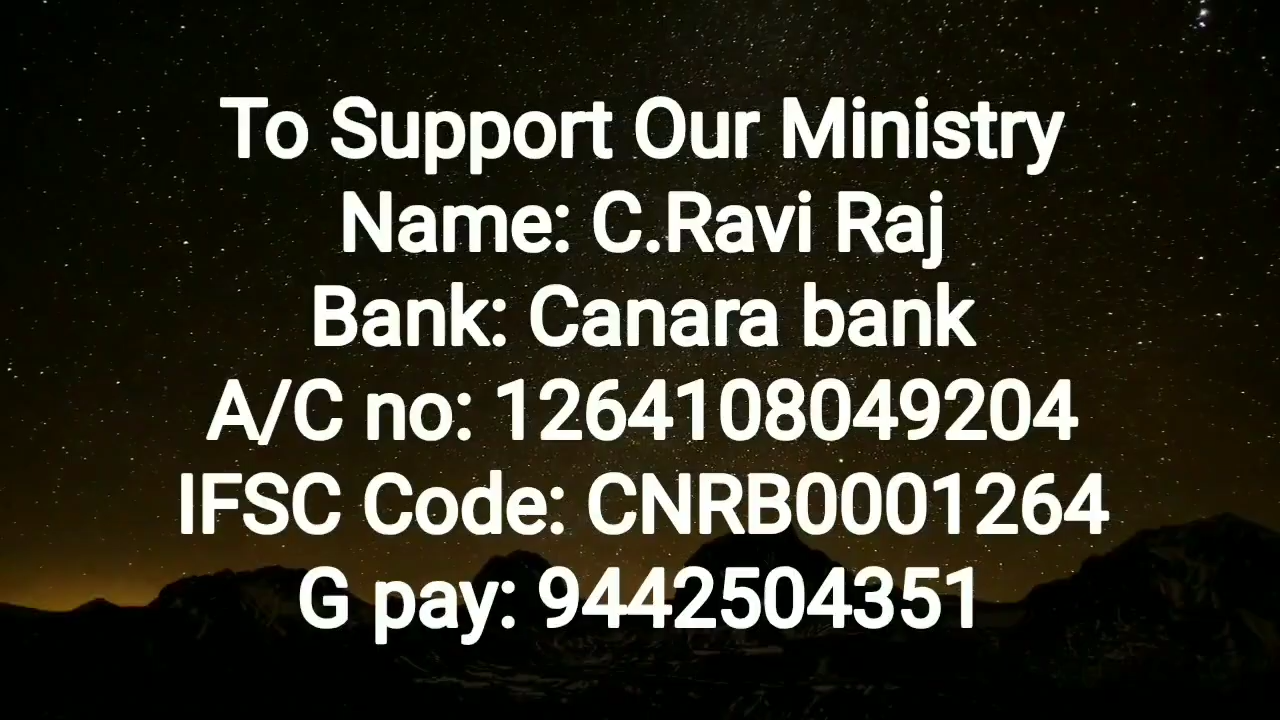 To Support Our Ministry
Name: C.Ravi Raj
Bank: Canara bank
A/C no: 1264108049204
IFSC Code: CNRB0001264
G pay: 9442504351